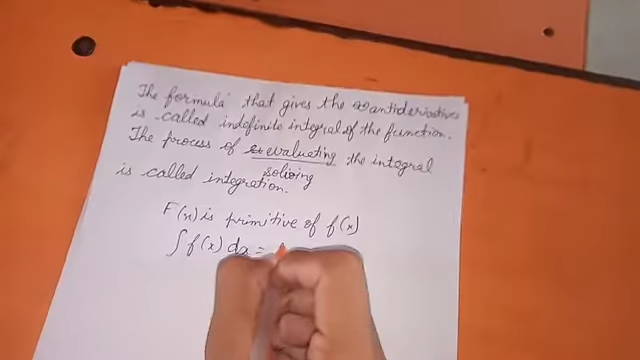 The formula that gives the antiderivatives
is called indefinite integral of the function.
The process of evaluating the integral
solving
is called integration.
F(x) is primitive of f(x)
∫f(x) dx =